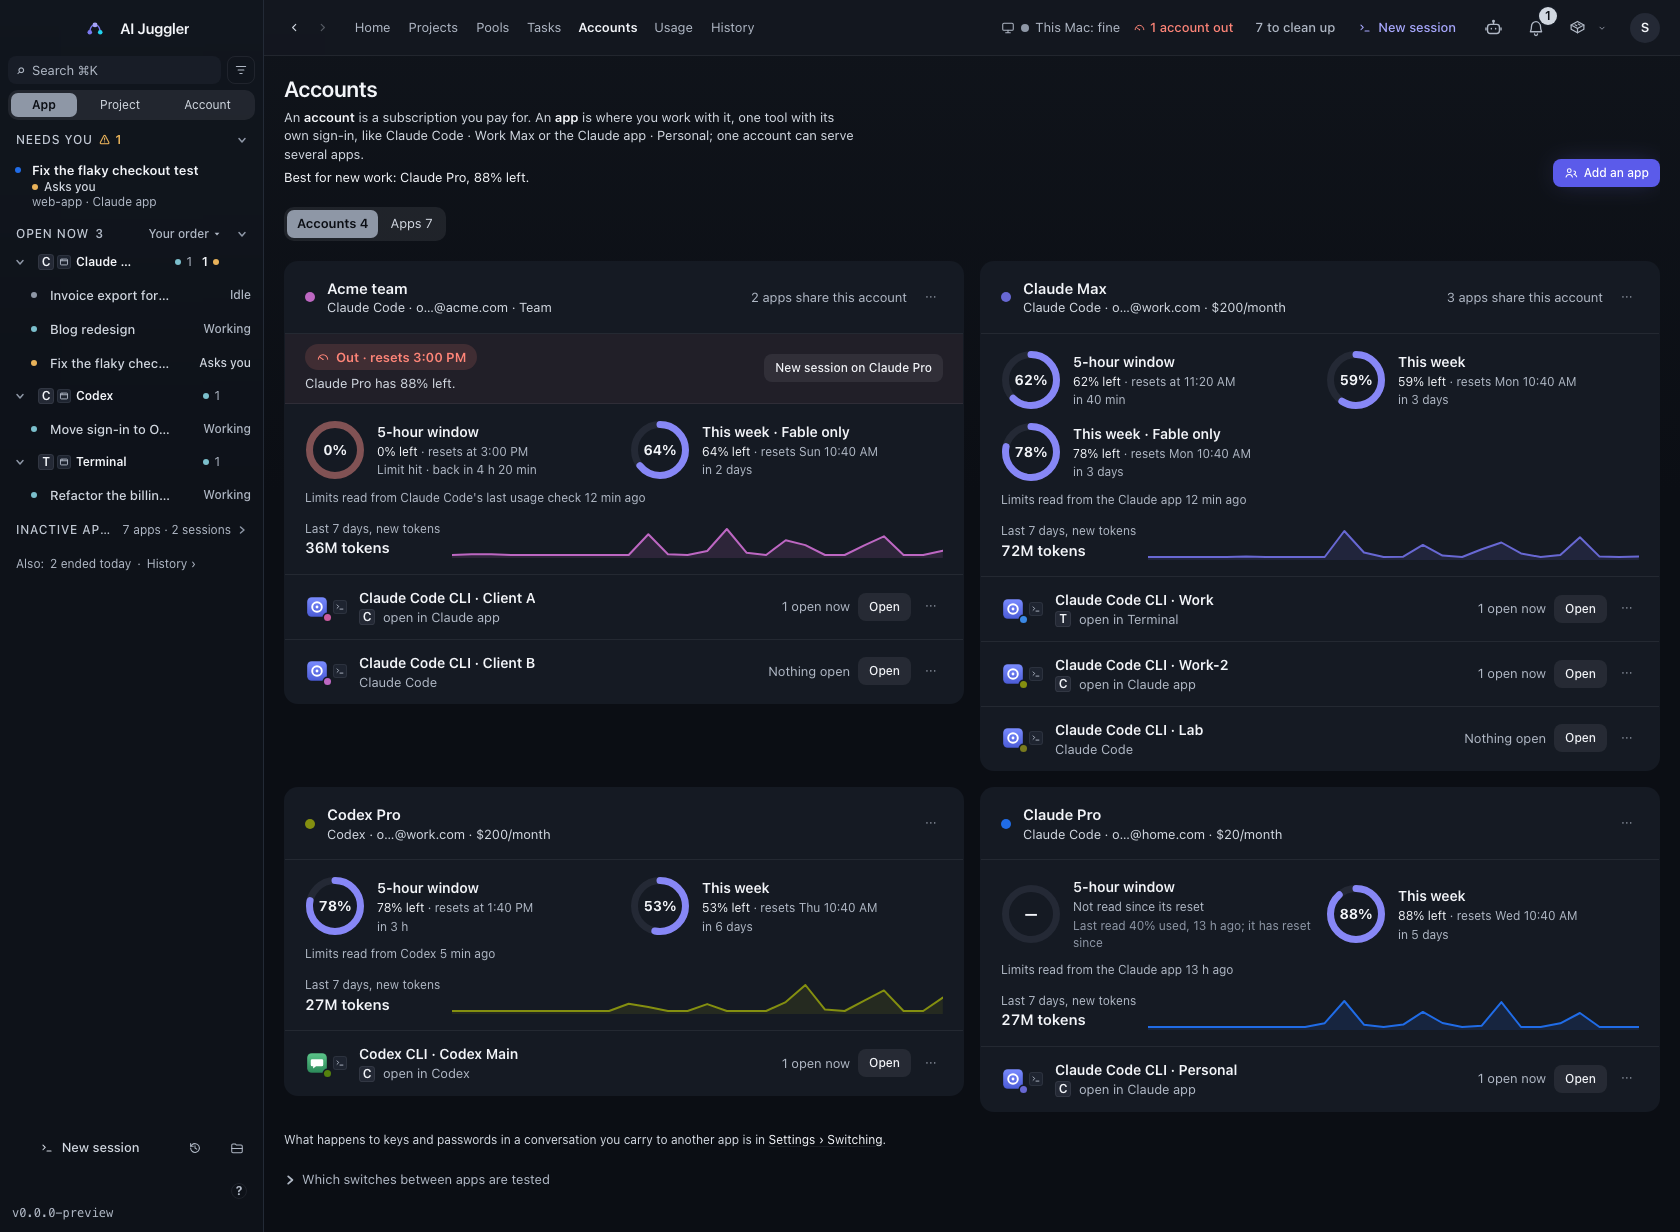 AI Juggler
Search ⌘K
App Project Account
NEEDS YOU 1
Fix the flaky checkout test
Asks you
web-app · Claude app
OPEN NOW 3 Your order
C Claude ... 1 1
Invoice export for... Idle
Blog redesign Working
Fix the flaky chec... Asks you
C Codex 1
Move sign-in to O... Working
T Terminal 1
Refactor the billin... Working
INACTIVE AP... 7 apps · 2 sessions
Also: 2 ended today · History ›
New session
?
v0.0.0-preview
Home Projects Pools Tasks Accounts Usage History
This Mac: fine 1 account out 7 to clean up New session 1 S
Accounts
An account is a subscription you pay for. An app is where you work with it, one tool with its
own sign-in, like Claude Code · Work Max or the Claude app · Personal; one account can serve
several apps.
Best for new work: Claude Pro, 88% left.
Add an app
Accounts 4 Apps 7
Acme team
Claude Code · o...@acme.com · Team
2 apps share this account ...
Out · resets 3:00 PM
Claude Pro has 88% left.
New session on Claude Pro
0%
5-hour window
0% left · resets at 3:00 PM
Limit hit · back in 4 h 20 min
64%
This week · Fable only
64% left · resets Sun 10:40 AM
in 2 days
Limits read from Claude Code's last usage check 12 min ago
Last 7 days, new tokens
36M tokens
Claude Code CLI · Client A
C open in Claude app
1 open now Open ...
Claude Code CLI · Client B
Claude Code
Nothing open Open ...
Claude Max
Claude Code · o...@work.com · $200/month
3 apps share this account ...
62%
5-hour window
62% left · resets at 11:20 AM
in 40 min
59%
This week
59% left · resets Mon 10:40 AM
in 3 days
78%
This week · Fable only
78% left · resets Mon 10:40 AM
in 3 days
Limits read from the Claude app 12 min ago
Last 7 days, new tokens
72M tokens
Claude Code CLI · Work
T open in Terminal
1 open now Open ...
Claude Code CLI · Work-2
C open in Claude app
1 open now Open ...
Claude Code CLI · Lab
Claude Code
Nothing open Open ...
Codex Pro
Codex · o...@work.com · $200/month
...
78%
5-hour window
78% left · resets at 1:40 PM
in 3 h
53%
This week
53% left · resets Thu 10:40 AM
in 6 days
Limits read from Codex 5 min ago
Last 7 days, new tokens
27M tokens
Codex CLI · Codex Main
C open in Codex
1 open now Open ...
Claude Pro
Claude Code · o...@home.com · $20/month
...
–
5-hour window
Not read since its reset
Last read 40% used, 13 h ago; it has reset
since
88%
This week
88% left · resets Wed 10:40 AM
in 5 days
Limits read from the Claude app 13 h ago
Last 7 days, new tokens
27M tokens
Claude Code CLI · Personal
C open in Claude app
1 open now Open ...
What happens to keys and passwords in a conversation you carry to another app is in Settings › Switching.
Which switches between apps are tested